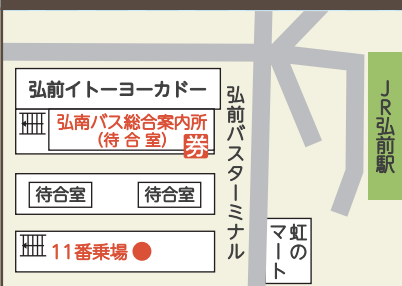 弘前イトーヨーカドー
弘南バス総合案内所
(待合室)
券
待合室
待合室
11番乗場
弘前バスターミナル
虹の
マート
JR弘前駅